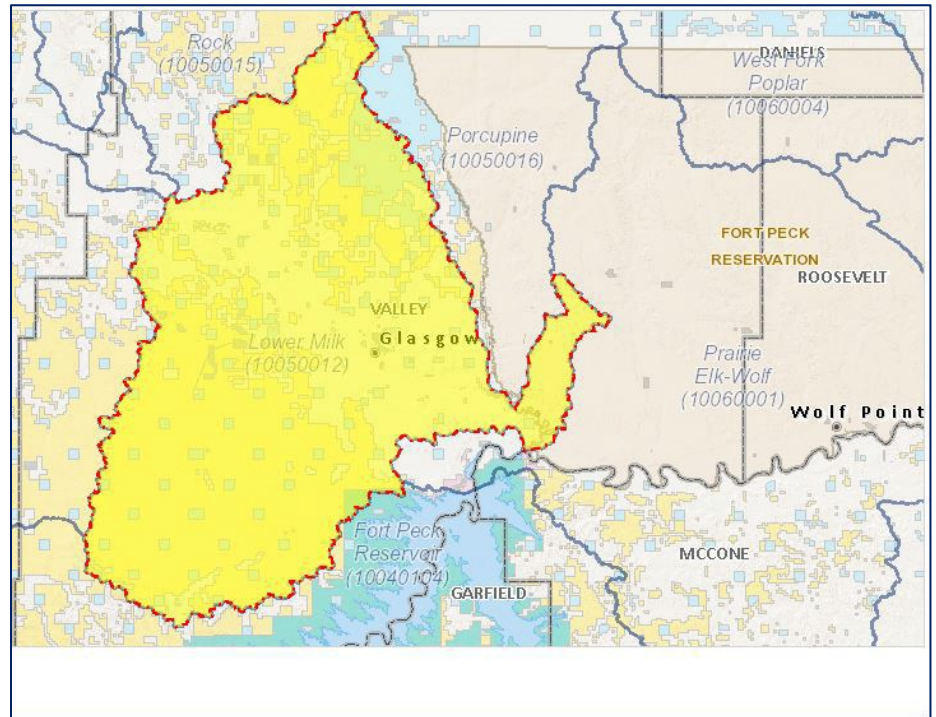 Rock
(10050015)
DANIELS
West Fork
Poplar
(10060004)
Porcupine
(10050016)
FORT PECK
RESERVATION
ROOSEVELT
VALLEY
Glasgow
Lower Milk
(10050012)
Prairie
Elk-Wolf
(10060001)
Wolf Point
Fort Peck
Reservoir
(10040104)
MCCONE
GARFIELD